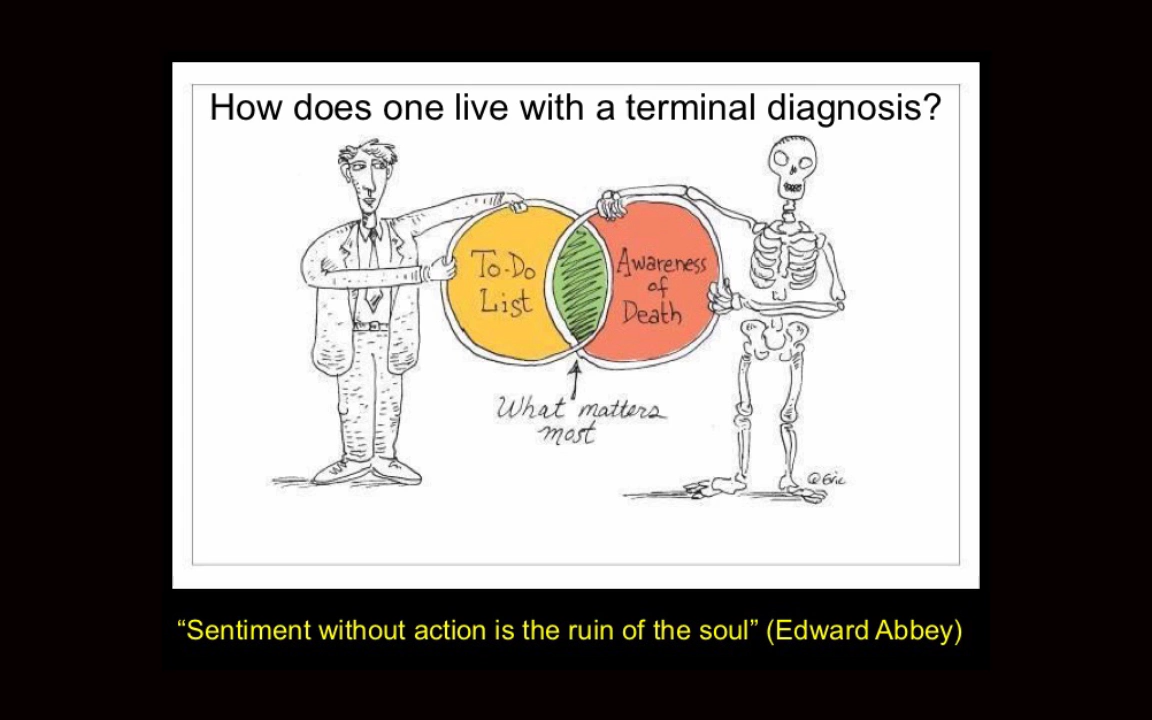 How does one live with a terminal diagnosis?
To-Do
List
Awareness
of
Death
What matters
most
@Eric
“Sentiment without action is the ruin of the soul” (Edward Abbey)